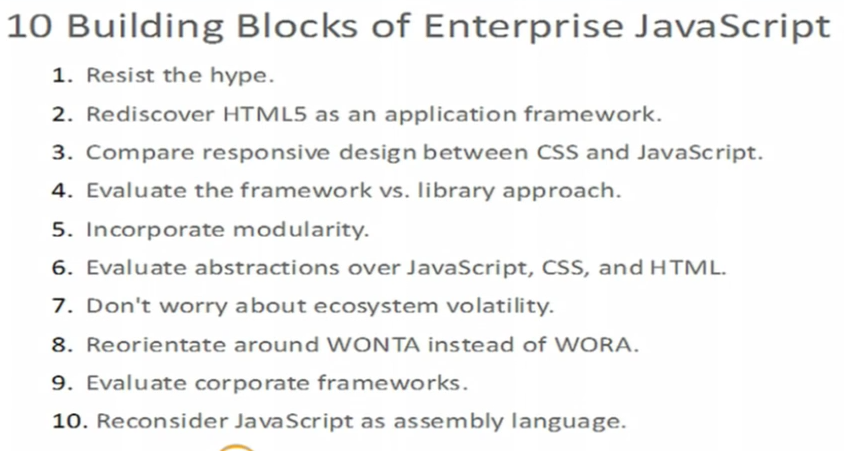 10 Building Blocks of Enterprise JavaScript
1. Resist the hype.
2. Rediscover HTML5 as an application framework.
3. Compare responsive design between CSS and JavaScript.
4. Evaluate the framework vs. library approach.
5. Incorporate modularity.
6. Evaluate abstractions over JavaScript, CSS, and HTML.
7. Don't worry about ecosystem volatility.
8. Reorientate around WONTA instead of WORA.
9. Evaluate corporate frameworks.
10. Reconsider JavaScript as assembly language.